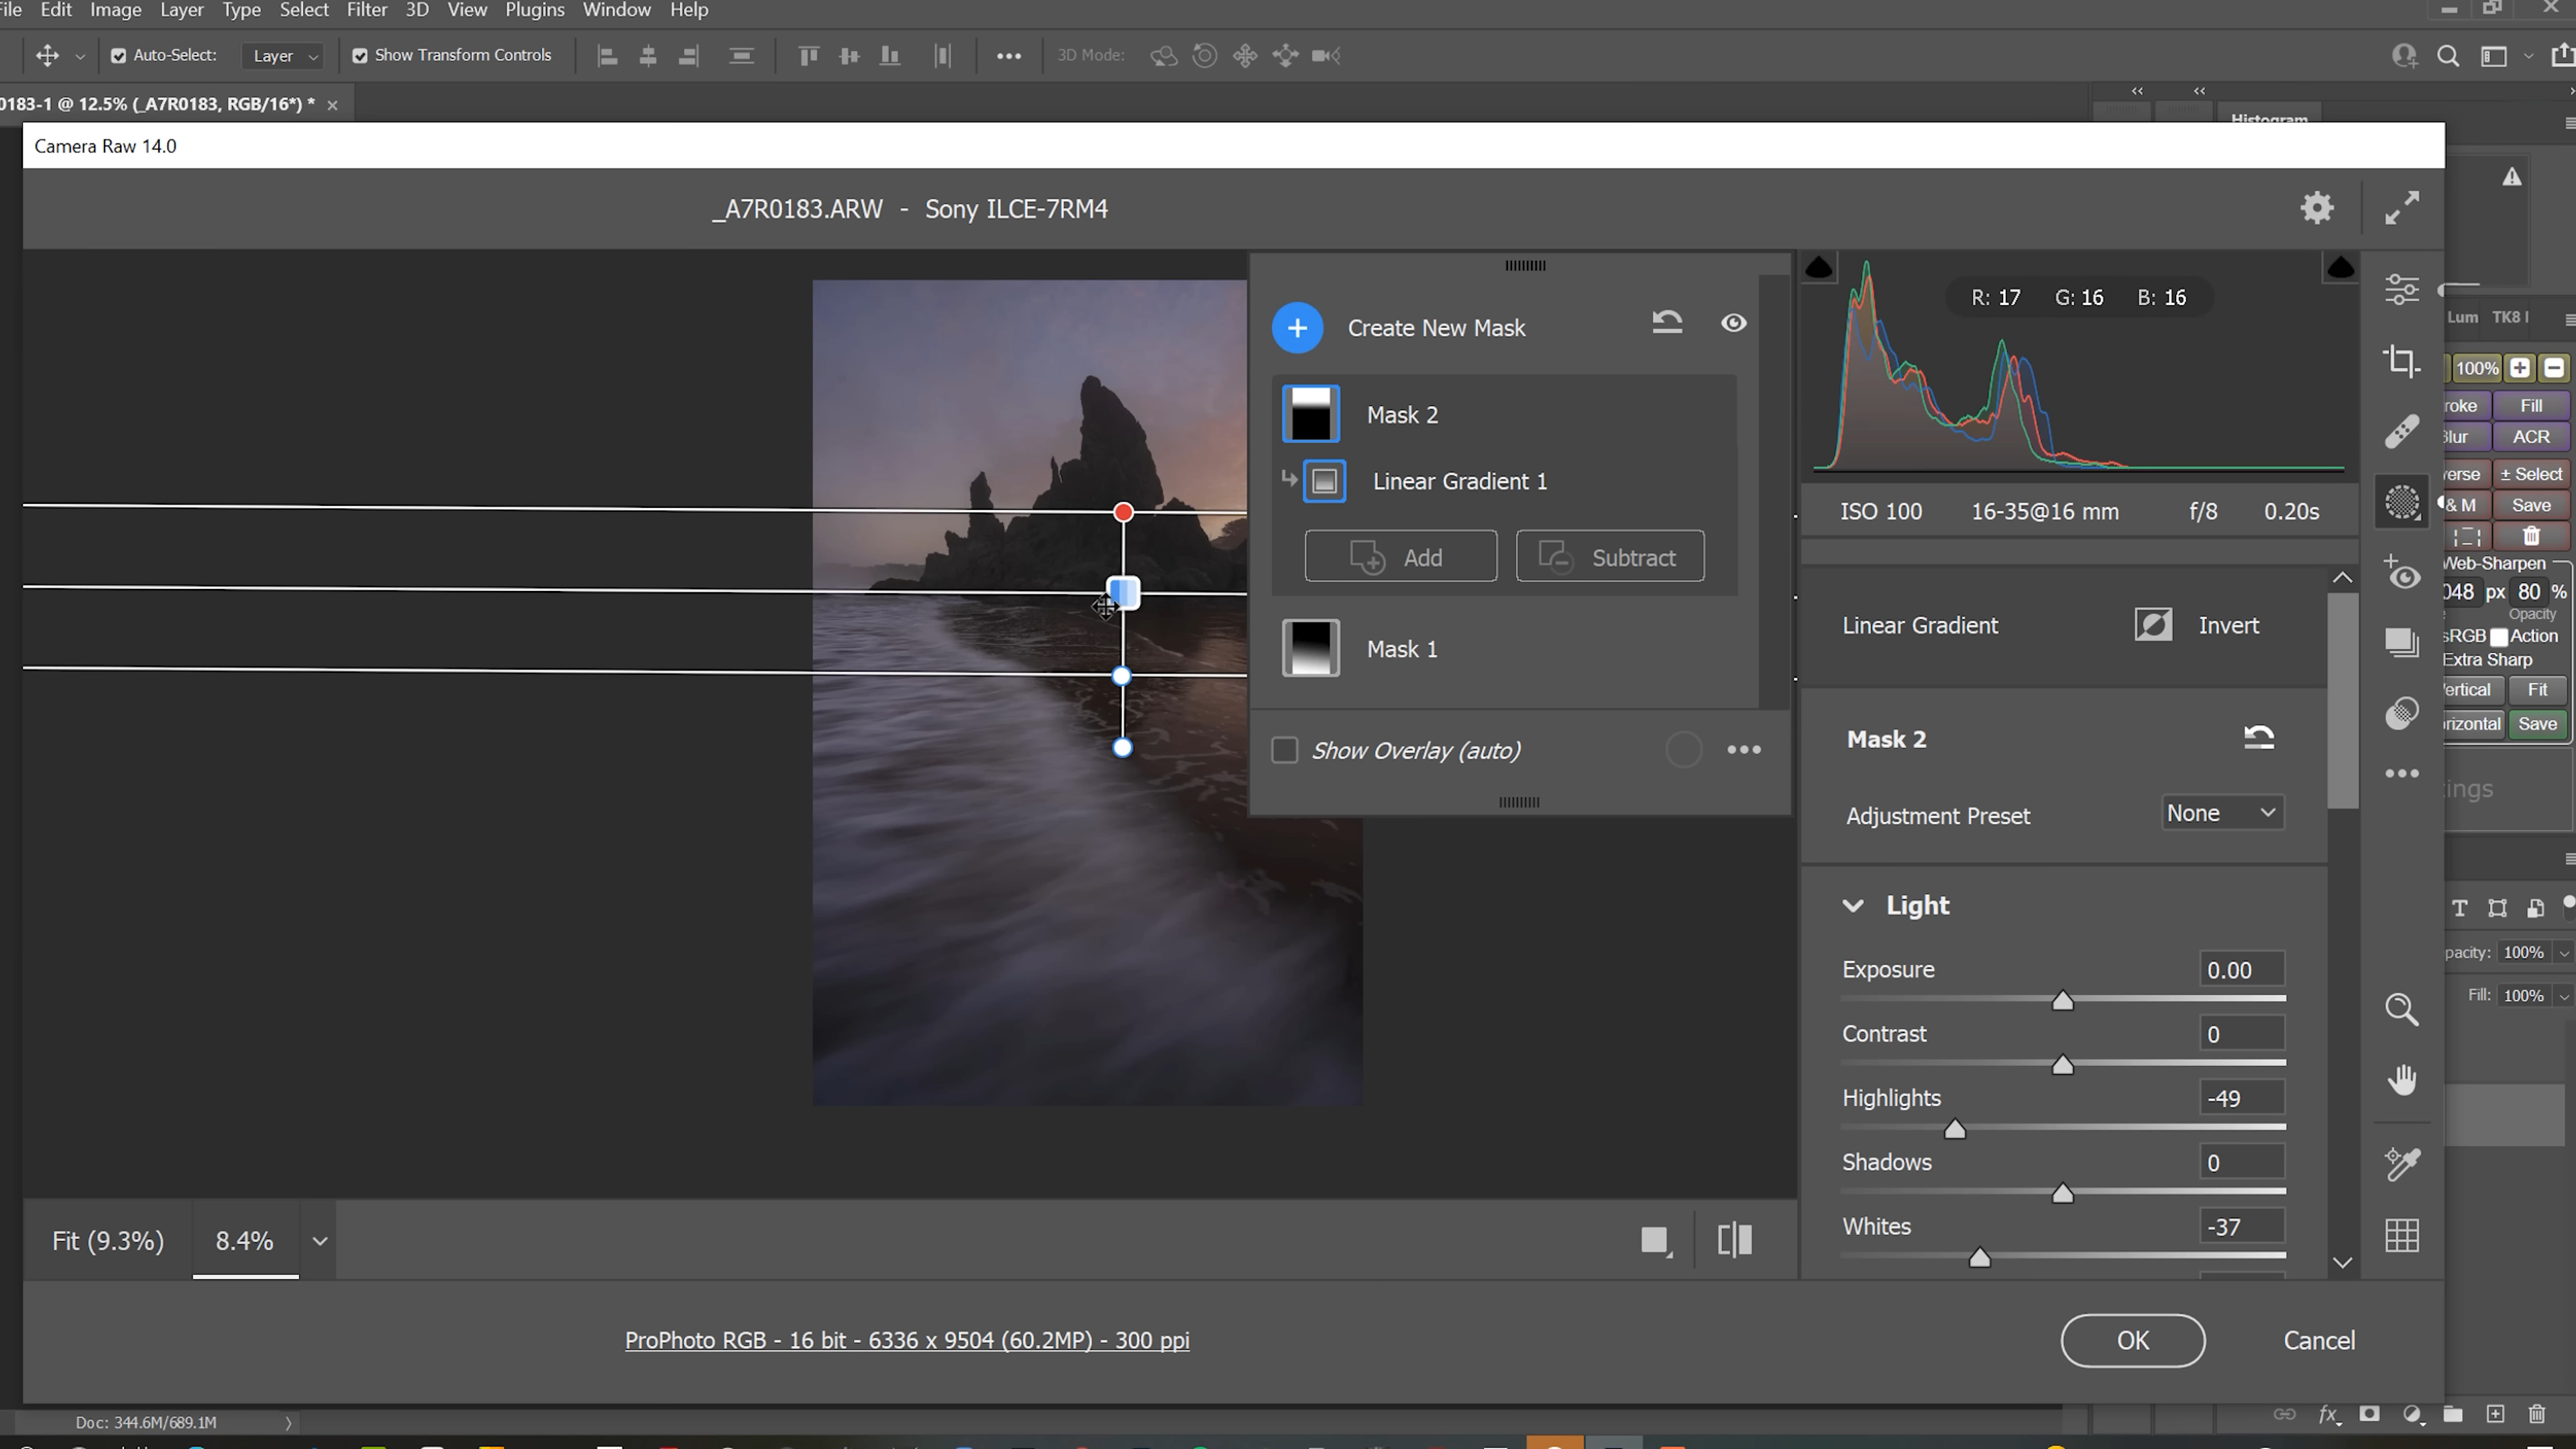 File Edit Image Layer Type Select Filter 3D View Plugins Window Help
Auto-Select: Layer Show Transform Controls 3D Mode:
0183-1 @ 12.5% (_A7R0183, RGB/16*) *
Histogram
Camera Raw 14.0
_A7R0183.ARW - Sony ILCE-7RM4
Create New Mask
Mask 2
Linear Gradient 1
Add Subtract
Mask 1
Show Overlay (auto)
R: 17 G: 16 B: 16
ISO 100 16-35@16 mm f/8 0.20s
Linear Gradient Invert
Mask 2
Adjustment Preset None
Light
Exposure 0.00
Contrast 0
Highlights -49
Shadows 0
Whites -37
Lum TK8
100%
roke Fill
Blur ACR
verse ± Select
& M Save
Web-Sharpen
048 px 80 %
Opacity
sRGB Action
Extra Sharp
ertical Fit
rizontal Save
tings
pacity: 100%
Fill: 100%
Fit (9.3%) 8.4%
ProPhoto RGB - 16 bit - 6336 x 9504 (60.2MP) - 300 ppi
OK Cancel
Doc: 344.6M/689.1M
fx